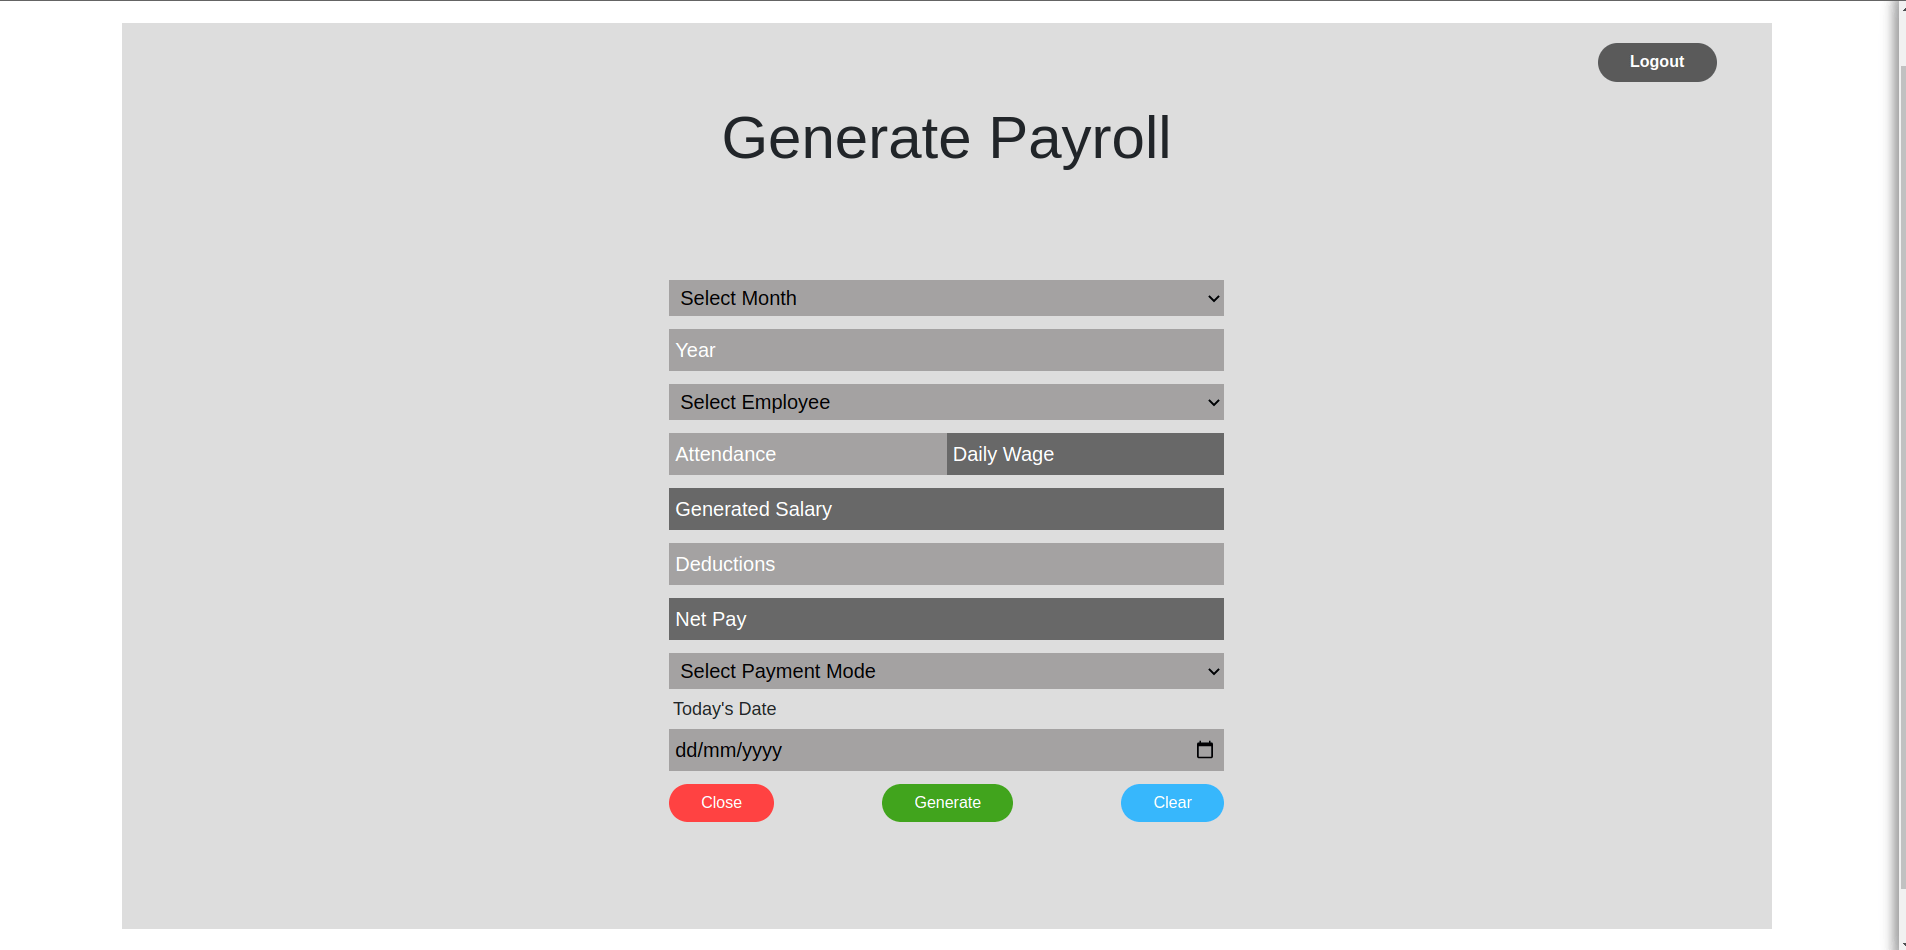 Logout
Generate Payroll
Select Month
Year
Select Employee
Attendance Daily Wage
Generated Salary
Deductions
Net Pay
Select Payment Mode
Today's Date
dd/mm/yyyy
Close Generate Clear